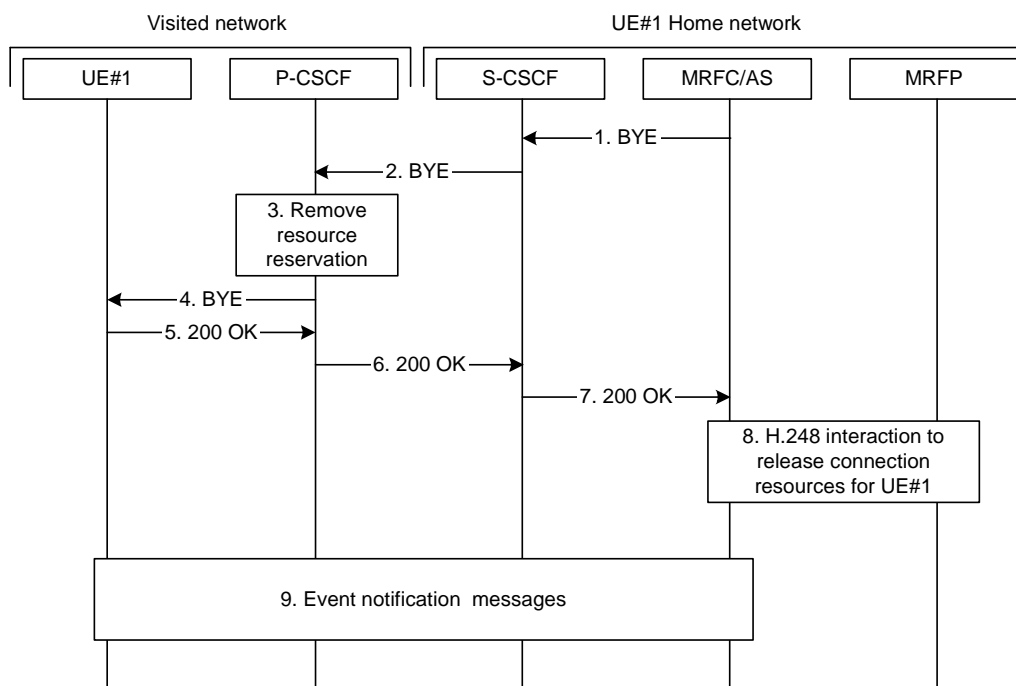 Visited network
UE#1 Home network
UE#1
P-CSCF
S-CSCF
MRFC/AS
MRFP
1. BYE
2. BYE
3. Remove
resource
reservation
4. BYE
5. 200 OK
6. 200 OK
7. 200 OK
8. H.248 interaction to
release connection
resources for UE#1
9. Event notification messages